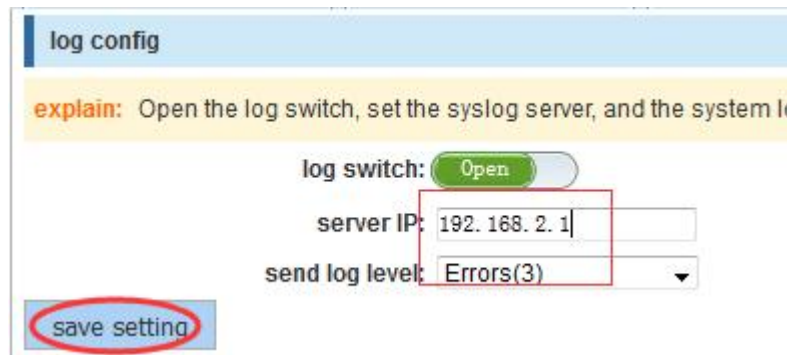 log config
explain: Open the log switch, set the syslog server, and the system
log switch: Open
server IP: 192.168.2.1
send log level: Errors(3)
save setting